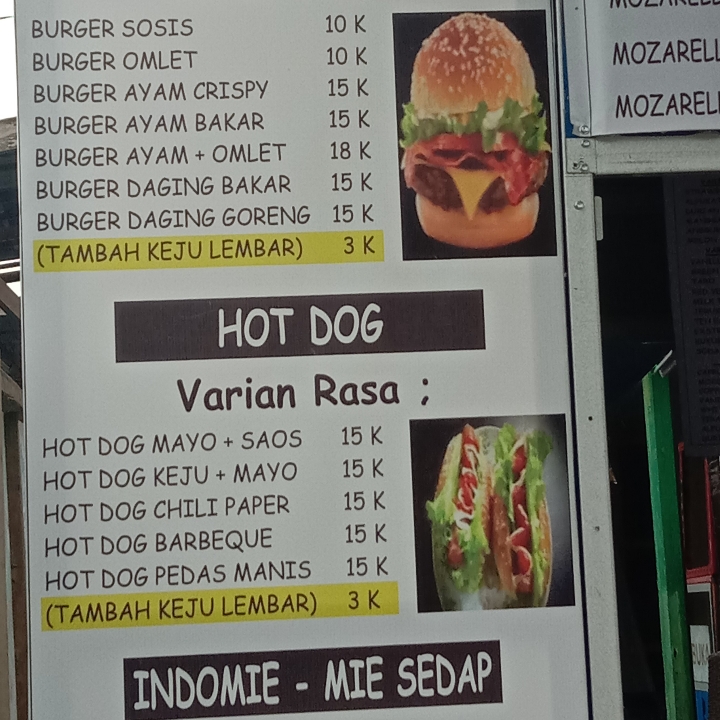 BURGER SOSIS 10 K
BURGER OMLET 10 K
BURGER AYAM CRISPY 15 K
BURGER AYAM BAKAR 15 K
BURGER AYAM + OMLET 18 K
BURGER DAGING BAKAR 15 K
BURGER DAGING GORENG 15 K
(TAMBAH KEJU LEMBAR) 3 K
HOT DOG
Varian Rasa :
HOT DOG MAYO + SAOS 15 K
HOT DOG KEJU + MAYO 15 K
HOT DOG CHILI PAPER 15 K
HOT DOG BARBEQUE 15 K
HOT DOG PEDAS MANIS 15 K
(TAMBAH KEJU LEMBAR) 3 K
INDOMIE - MIE SEDAP
MOZARELL
MOZAREL